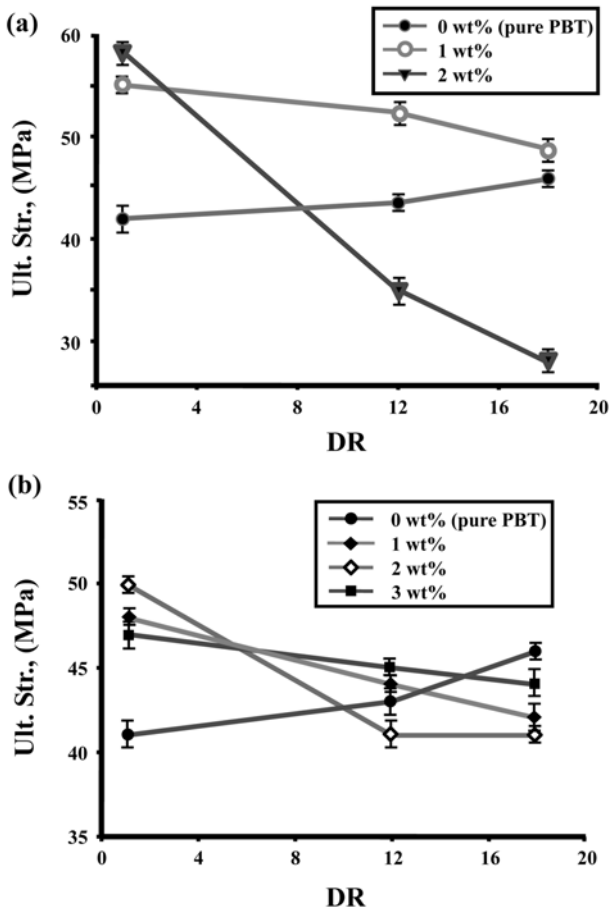 (a)
60
50
40
30
Ult. Str., (MPa)
0 wt% (pure PBT)
1 wt%
2 wt%
0 4 8 12 16 20
DR
(b)
55
50
45
40
35
Ult. Str., (MPa)
0 wt% (pure PBT)
1 wt%
2 wt%
3 wt%
0 4 8 12 16 20
DR